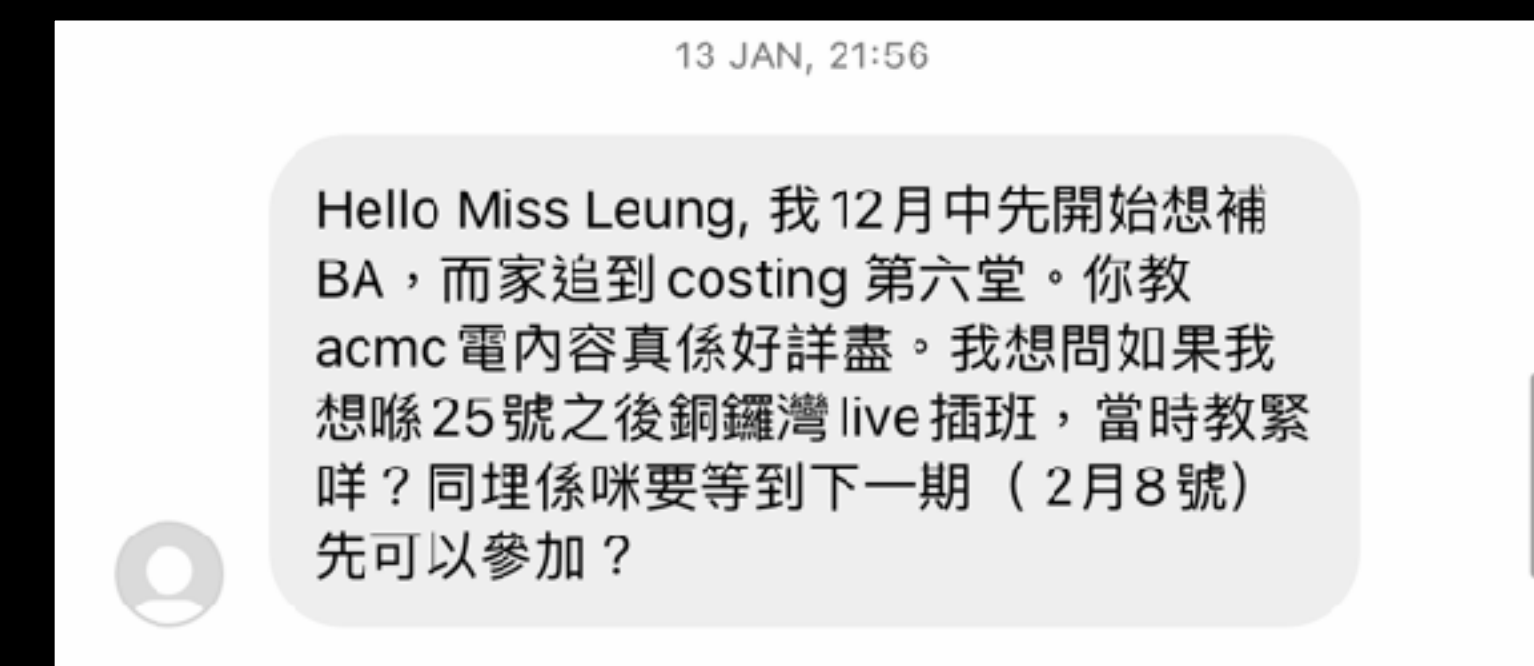 13 JAN, 21:56
Hello Miss Leung, 我12月中先開始想補
BA，而家追到 costing 第六堂。你教
acmc 電內容真係好詳盡。我想問如果我
想喺25號之後銅鑼灣 live 插班，當時教緊
咩？同埋係咪要等到下一期（2月8號）
先可以參加？